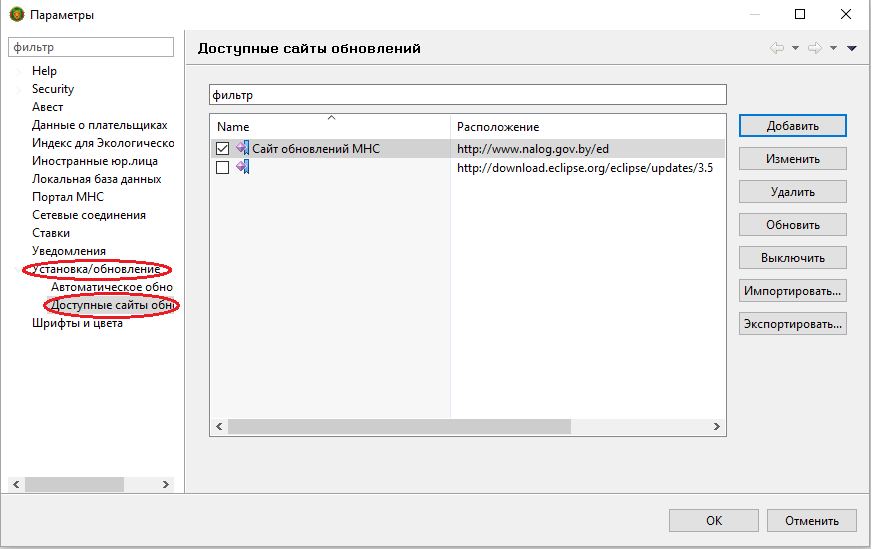 Параметры
фильтр
Help
Security
Авест
Данные о плательщиках
Индекс для Экологическо
Иностранные юр.лица
Локальная база данных
Портал МНС
Сетевые соединения
Ставки
Уведомления
Установка/обновление
Автоматическое обно
Доступные сайты обно
Шрифты и цвета
Доступные сайты обновлений
фильтр
Name Расположение
Сайт обновлений МНС http://www.nalog.gov.by/ed
http://download.eclipse.org/eclipse/updates/3.5
Добавить
Изменить
Удалить
Обновить
Выключить
Импортировать...
Экспортировать...
OK Отменить